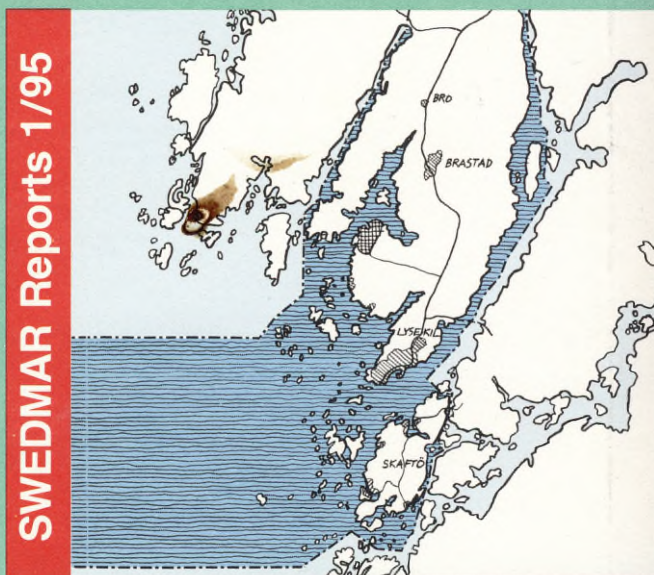 SWEDMAR Reports 1/95
BRO
BRASTAD
LYSEKIL
SKAFTÖ